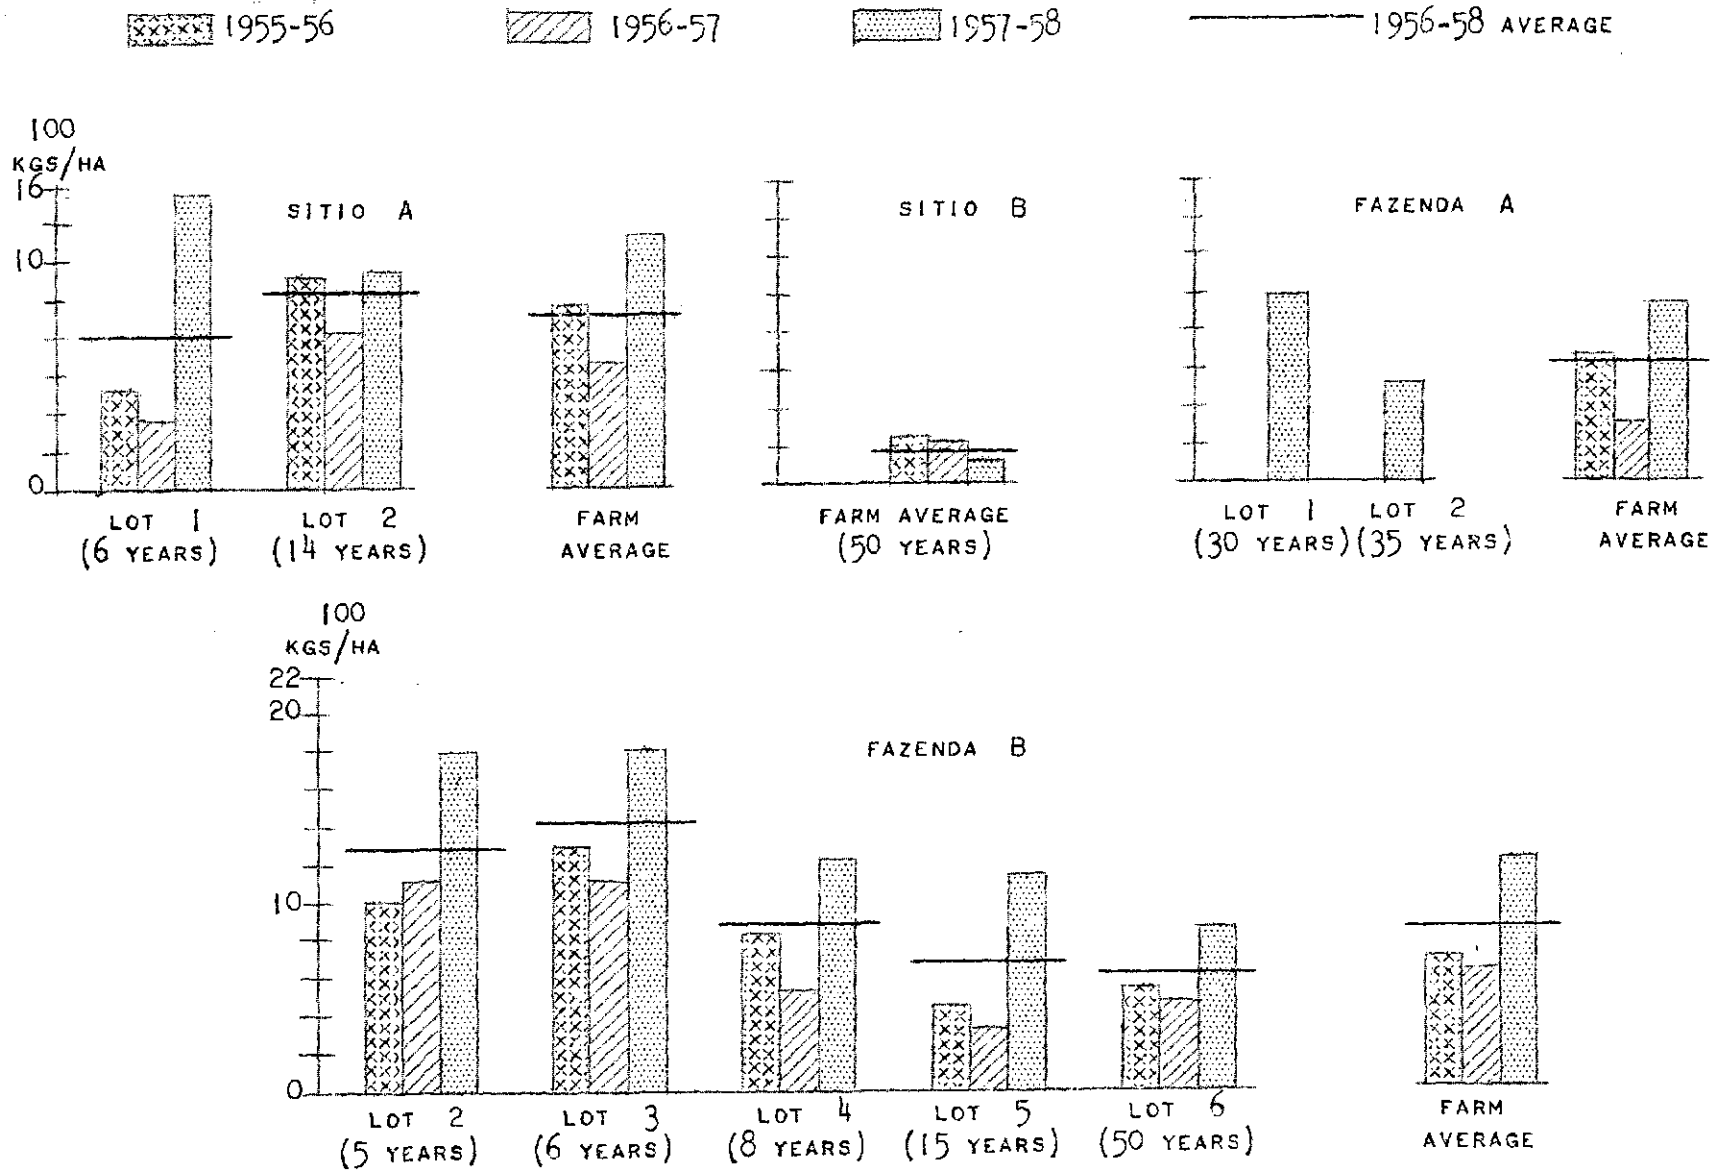 1955-56 1956-57 1957-58 1956-58 AVERAGE
100
KGS/HA
16
10
0
SITIO A
LOT 1
(6 YEARS)
LOT 2
(14 YEARS)
FARM
AVERAGE
SITIO B
FARM AVERAGE
(50 YEARS)
FAZENDA A
LOT 1
(30 YEARS)
LOT 2
(35 YEARS)
FARM
AVERAGE
100
KGS/HA
22
20
10
0
FAZENDA B
LOT 2
(5 YEARS)
LOT 3
(6 YEARS)
LOT 4
(8 YEARS)
LOT 5
(15 YEARS)
LOT 6
(50 YEARS)
FARM
AVERAGE